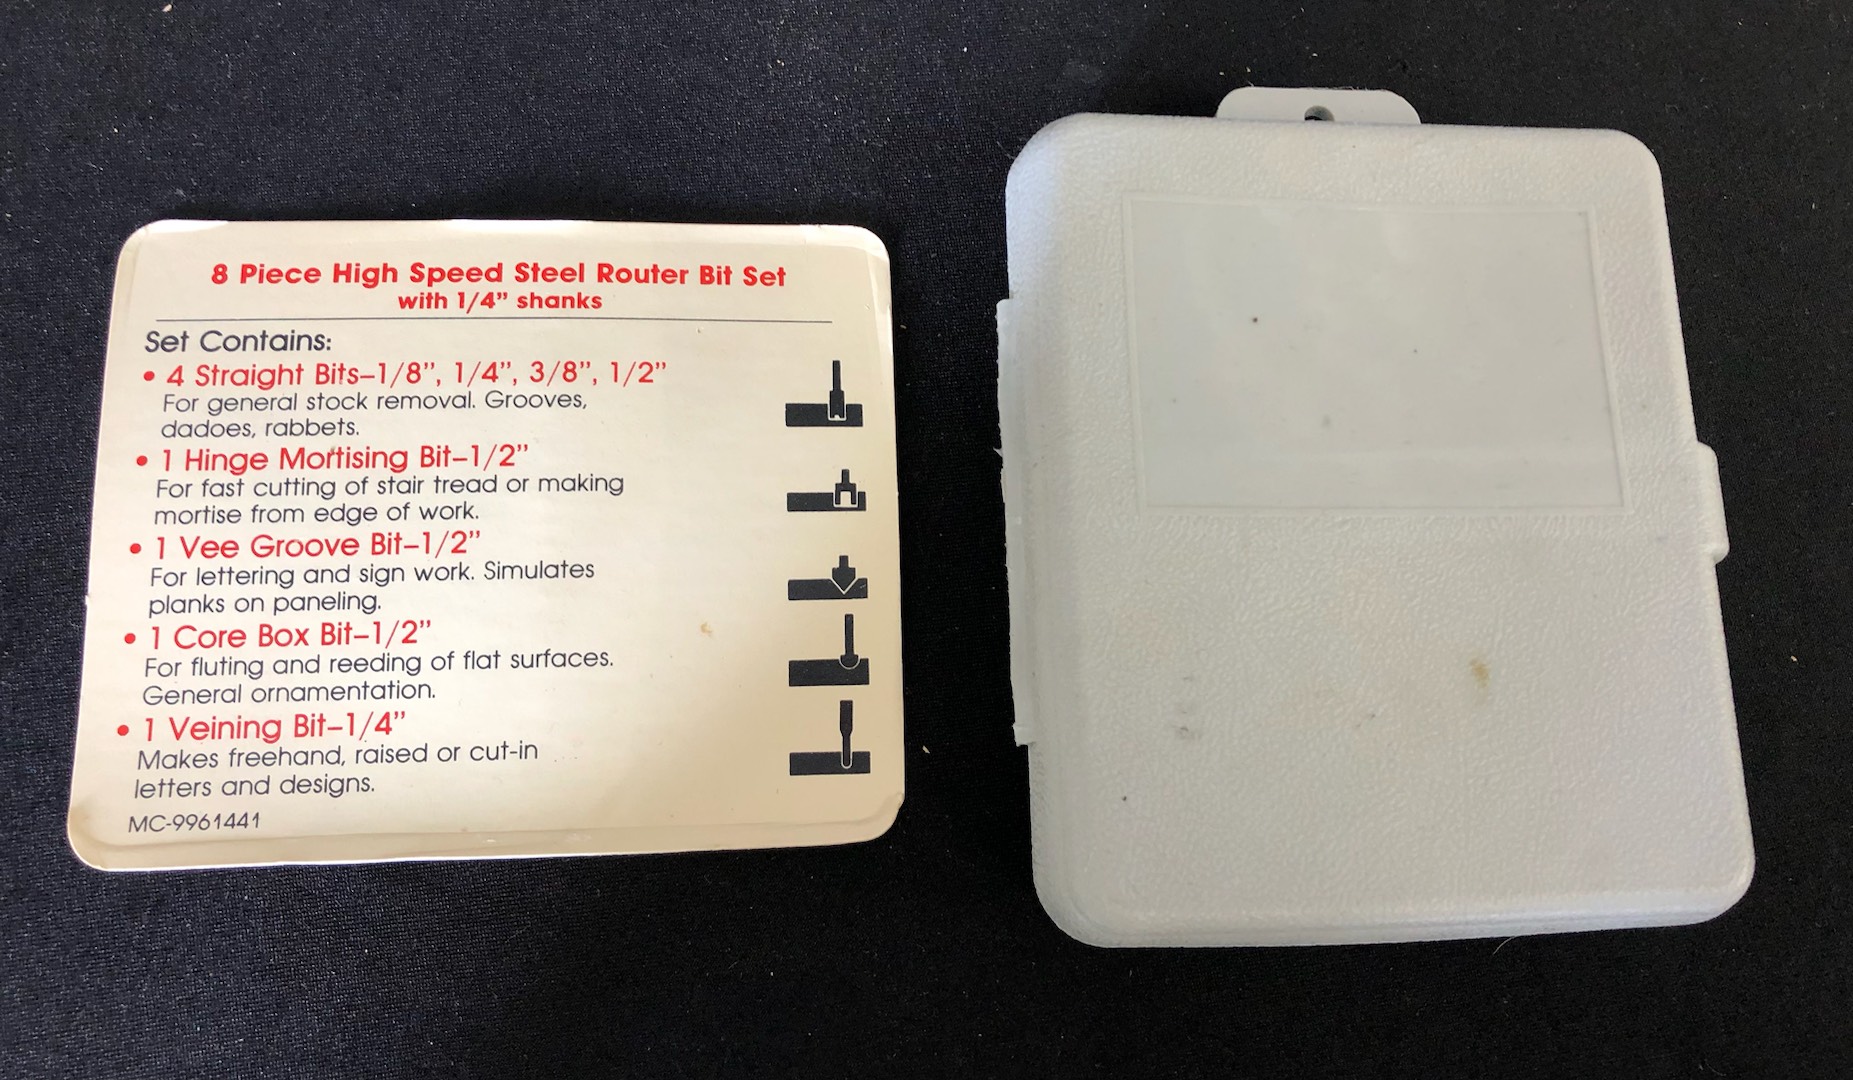 8 Piece High Speed Steel Router Bit Set
with 1/4” shanks
Set Contains:
• 4 Straight Bits–1/8”, 1/4”, 3/8”, 1/2”
For general stock removal. Grooves,
dadoes, rabbets.
• 1 Hinge Mortising Bit–1/2”
For fast cutting of stair tread or making
mortise from edge of work.
• 1 Vee Groove Bit–1/2”
For lettering and sign work. Simulates
planks on paneling.
• 1 Core Box Bit–1/2”
For fluting and reeding of flat surfaces.
General ornamentation.
• 1 Veining Bit–1/4”
Makes freehand, raised or cut-in
letters and designs.
MC-9961441